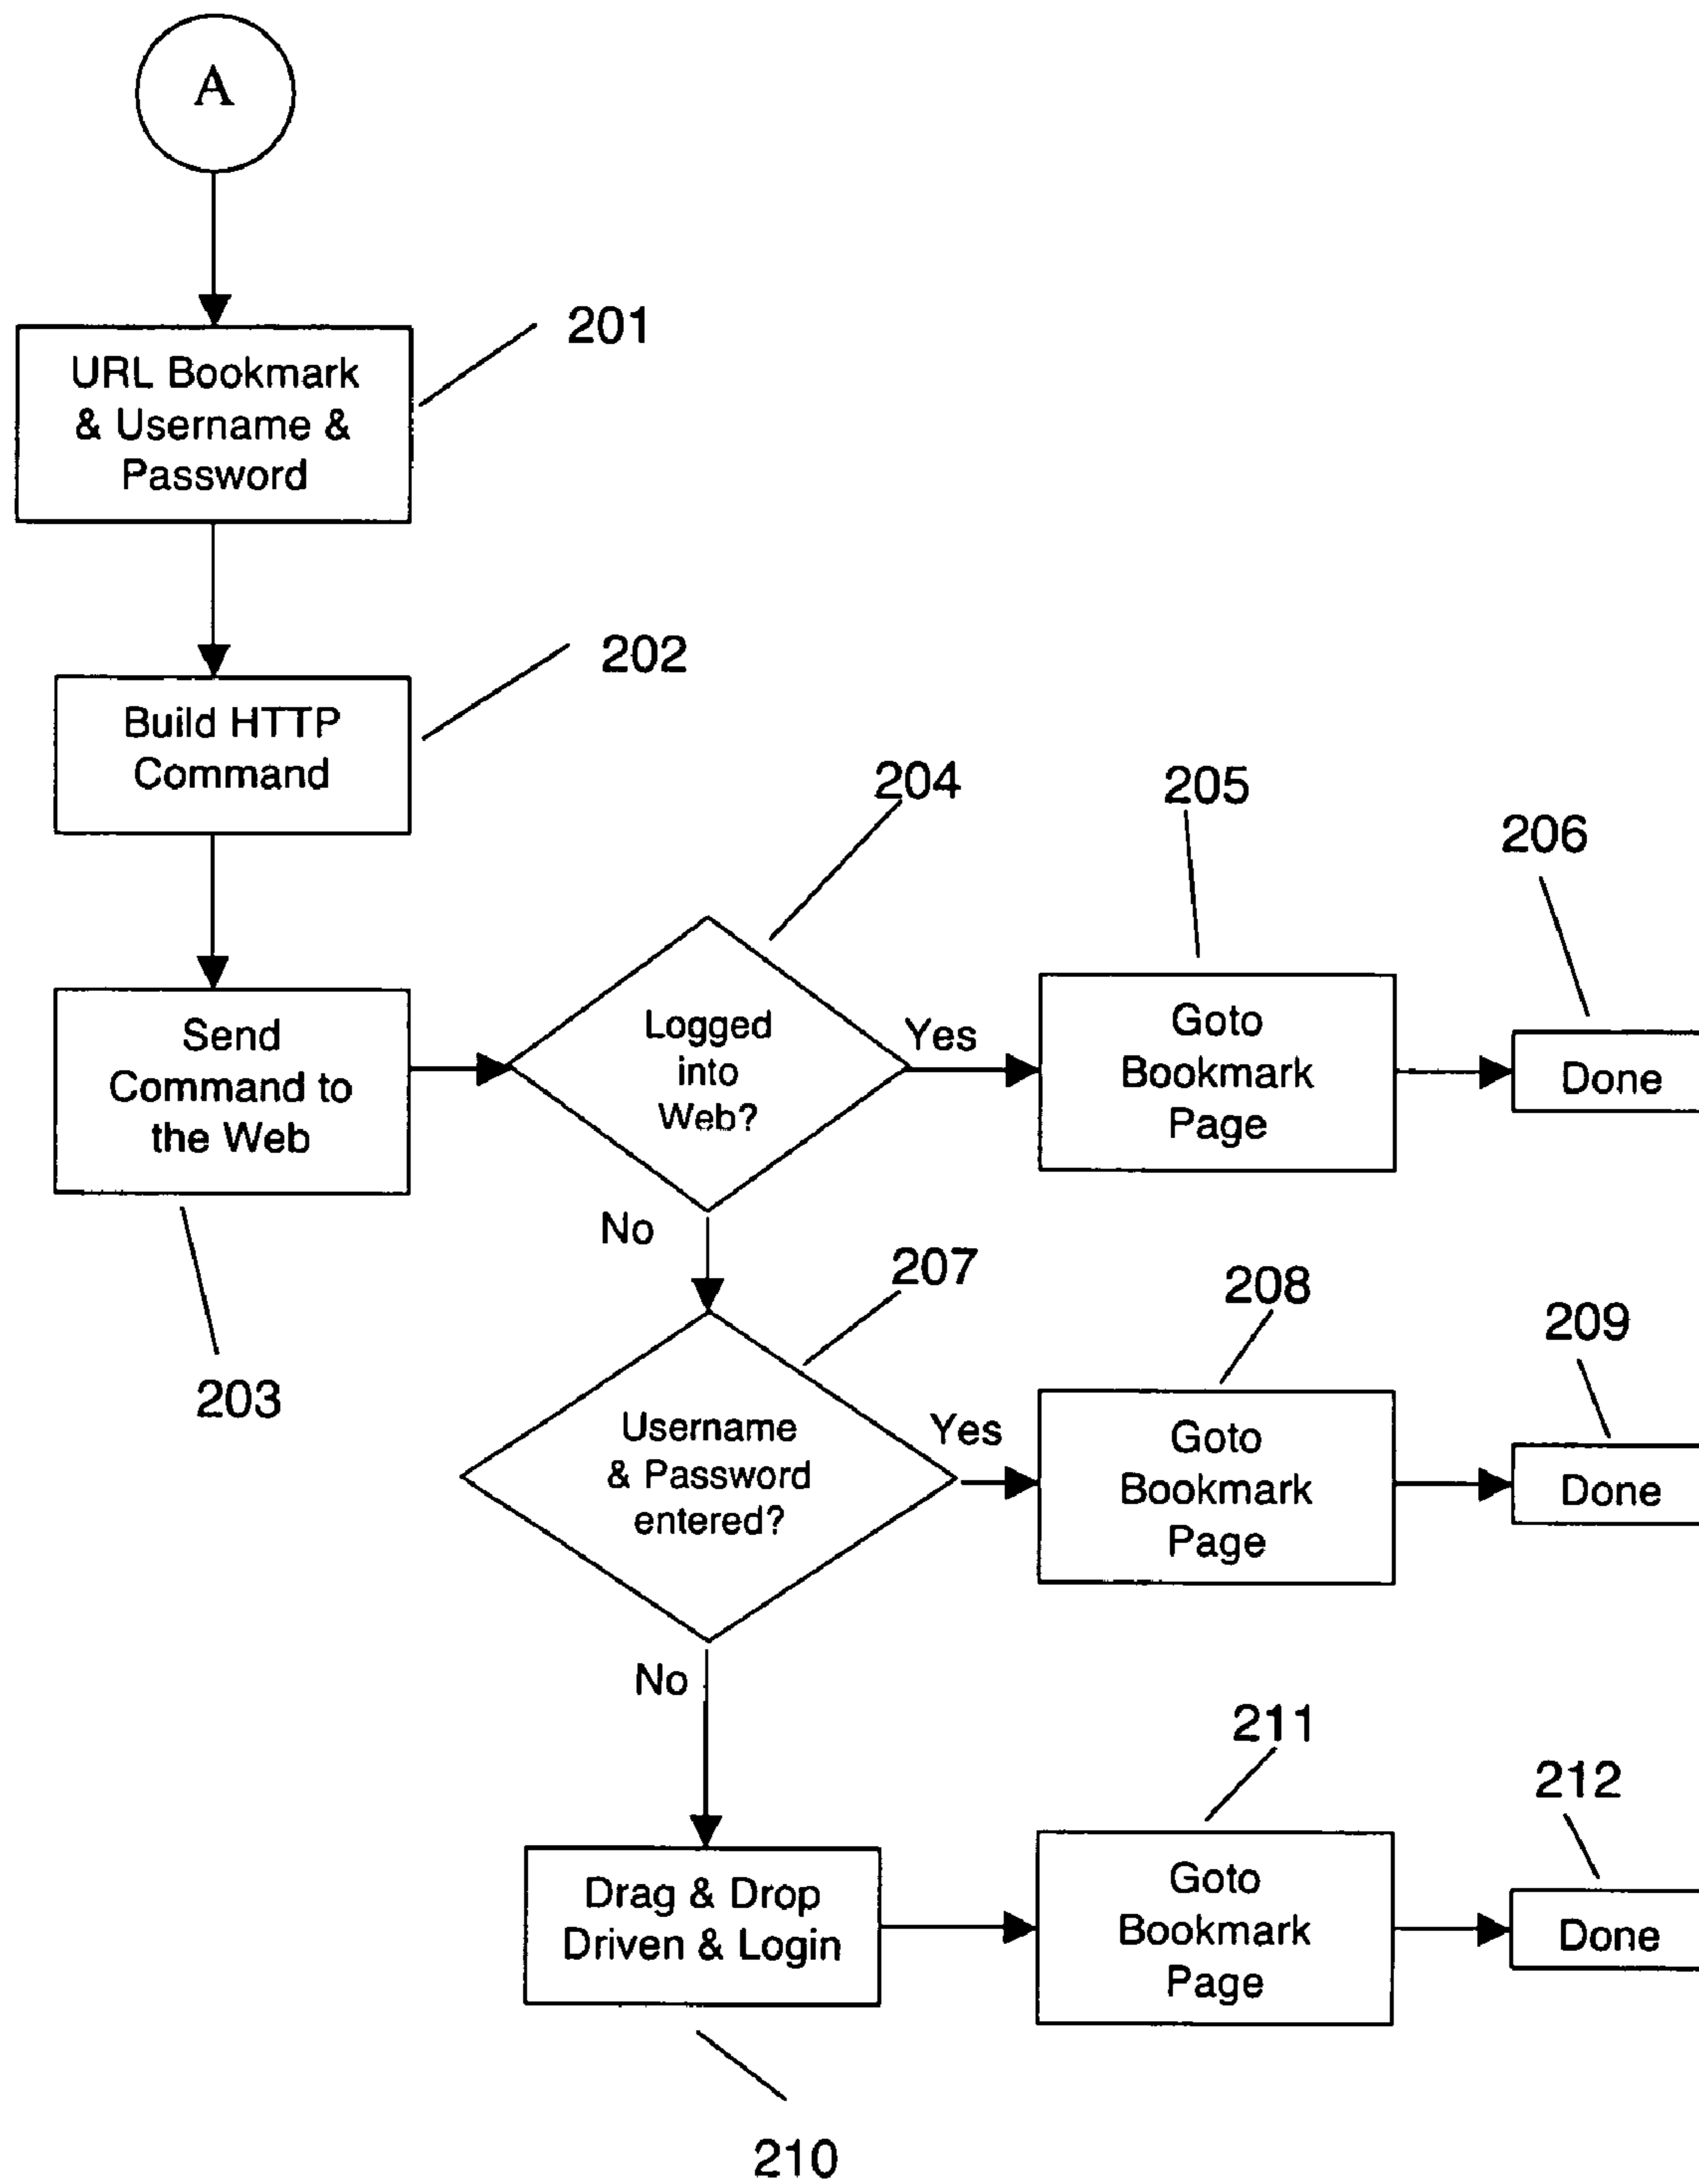 A
201
URL Bookmark
& Username &
Password
202
Build HTTP
Command
204
205
206
Send
Command to
the Web
Logged
into
Web?
Yes
Goto
Bookmark
Page
Done
No
203
207
208
209
Username
& Password
entered?
Yes
Goto
Bookmark
Page
Done
No
211
212
Drag & Drop
Driven & Login
Goto
Bookmark
Page
Done
210